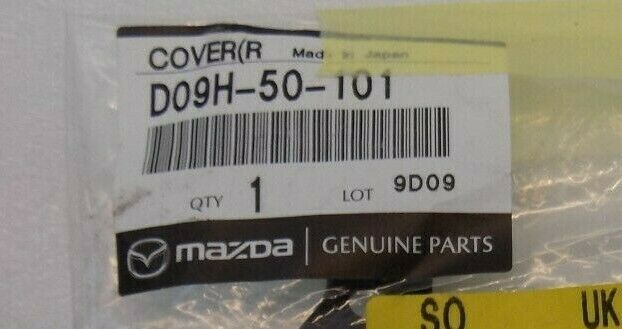 COVER(R Made in Japan
D09H-50-101
QTY 1 LOT 9D09
mazda GENUINE PARTS
SO UK